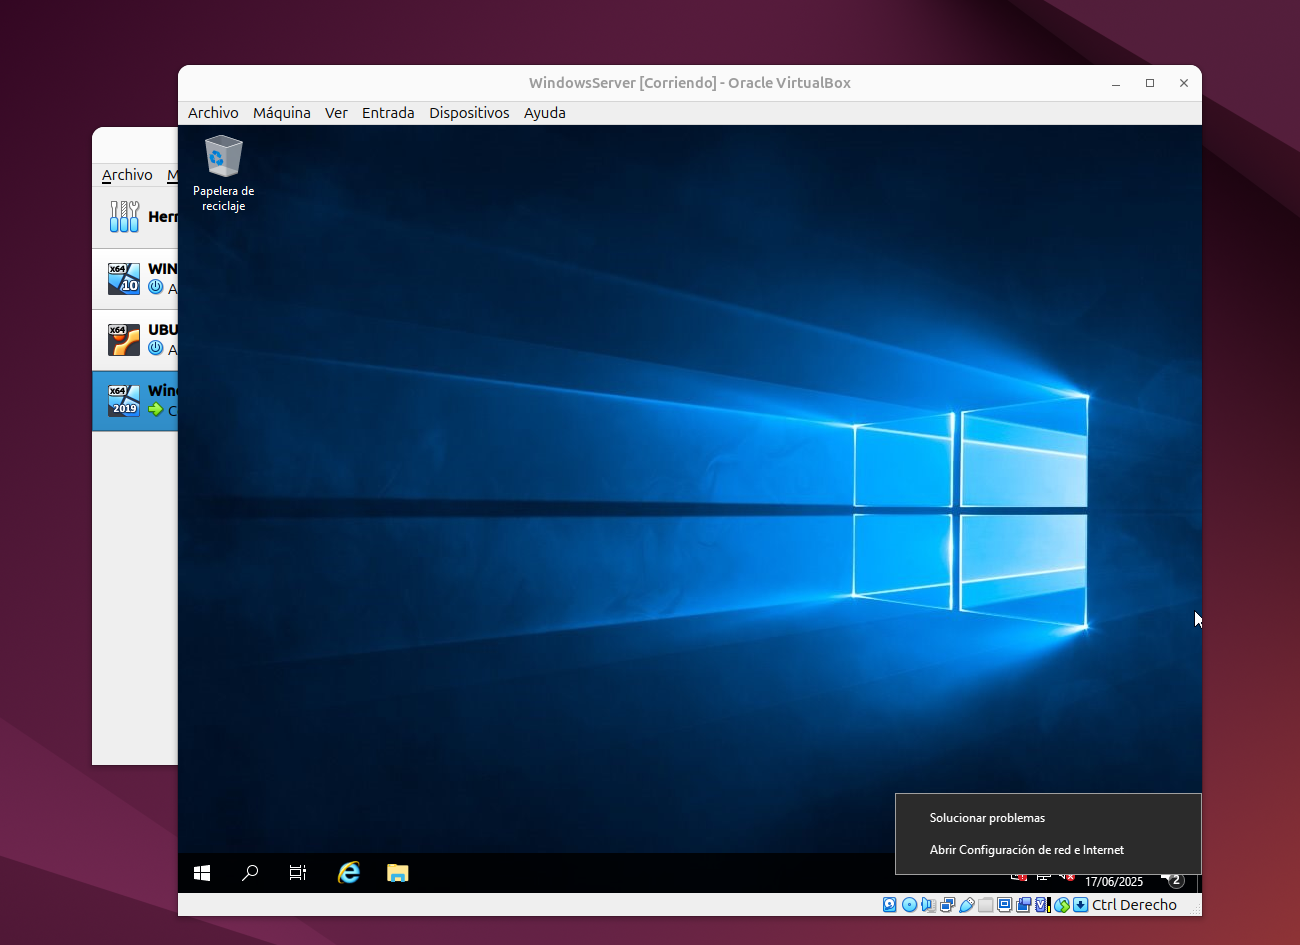 WindowsServer [Corriendo] - Oracle VirtualBox
Archivo Máquina Ver Entrada Dispositivos Ayuda
Papelera de
reciclaje
Archivo M
Herr
x64
10
WIN
A
x64
UBU
A
x64
2019
Wind
C
Solucionar problemas
Abrir Configuración de red e Internet
17/06/2025
2
Ctrl Derecho